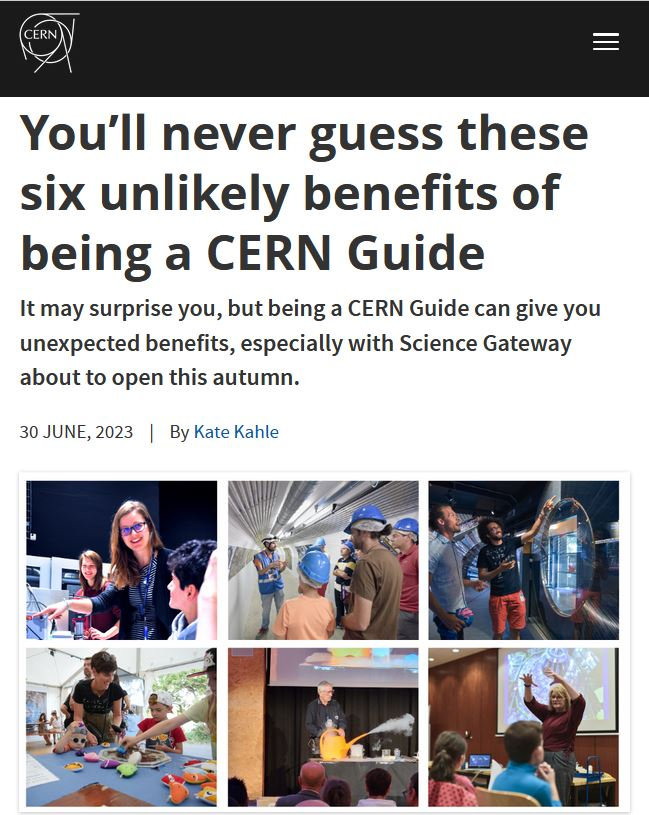 CERN
You’ll never guess these
six unlikely benefits of
being a CERN Guide
It may surprise you, but being a CERN Guide can give you
unexpected benefits, especially with Science Gateway
about to open this autumn.
30 JUNE, 2023 | By Kate Kahle